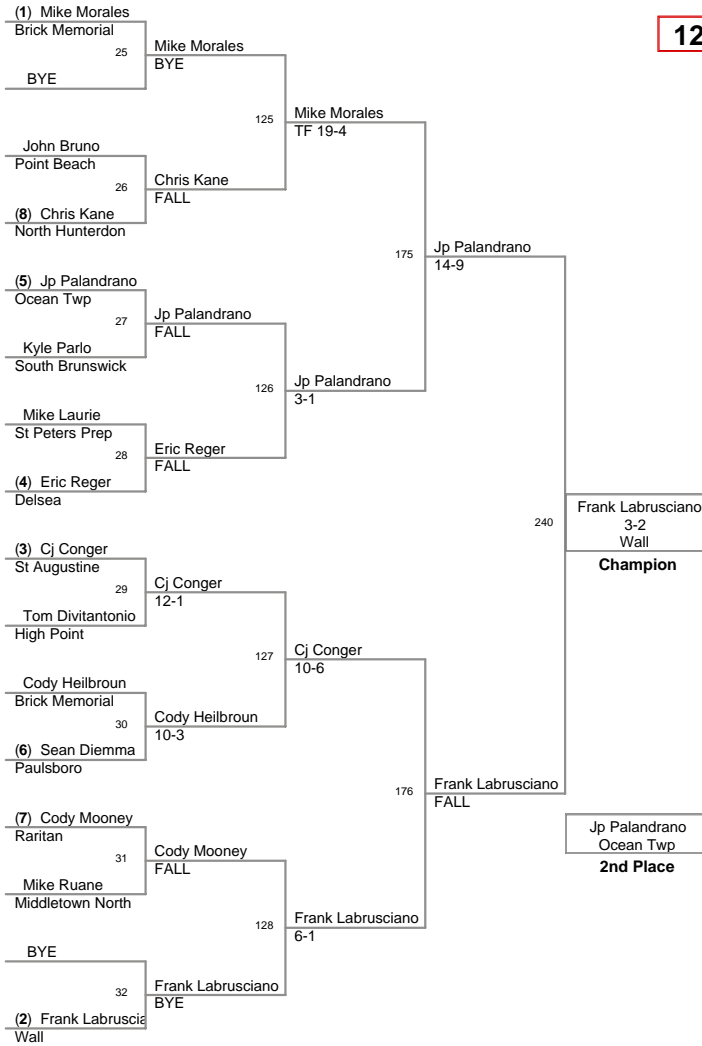 (1) Mike Morales
Brick Memorial
25
BYE
Mike Morales
BYE
John Bruno
Point Beach
26
(8) Chris Kane
North Hunterdon
Chris Kane
FALL
125
Mike Morales
TF 19-4
(5) Jp Palandrano
Ocean Twp
27
Kyle Parlo
South Brunswick
Jp Palandrano
FALL
Mike Laurie
St Peters Prep
28
(4) Eric Reger
Delsea
Eric Reger
FALL
126
Jp Palandrano
3-1
175
Jp Palandrano
14-9
(3) Cj Conger
St Augustine
29
Tom Divitantonio
High Point
Cj Conger
12-1
Cody Heilbroun
Brick Memorial
30
(6) Sean Diemma
Paulsboro
Cody Heilbroun
10-3
127
Cj Conger
10-6
(7) Cody Mooney
Raritan
31
Mike Ruane
Middletown North
Cody Mooney
FALL
BYE
32
(2) Frank Labruscia
Wall
Frank Labrusciano
BYE
128
Frank Labrusciano
6-1
176
Frank Labrusciano
FALL
240
Frank Labrusciano
3-2
Wall
Champion
Jp Palandrano
Ocean Twp
2nd Place
12